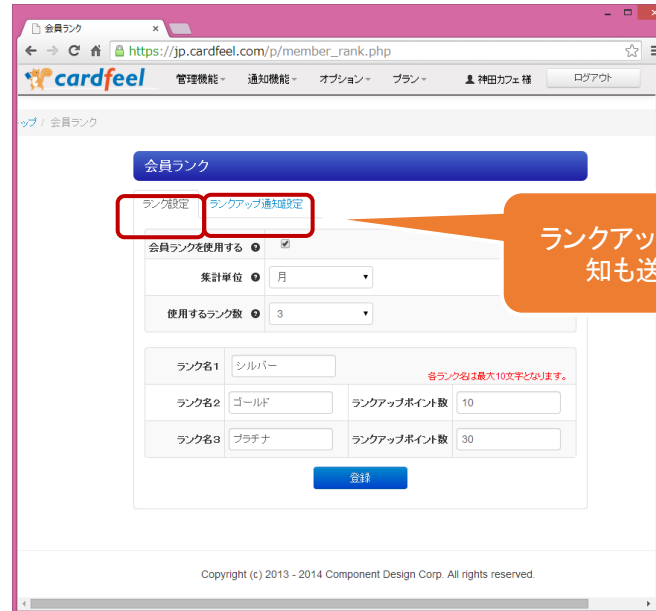 会員ランク
https://jp.cardfeel.com/p/member_rank.php
cardfeel 管理機能 通知機能 オプション プラン 神田カフェ 様 ログアウト
ップ / 会員ランク
会員ランク
ランク設定 ランクアップ通知設定
ランクアッ
知も送
会員ランクを使用する
集計単位 月
使用するランク数 3
ランク名1 シルバー
各ランク名は最大10文字となります。
ランク名2 ゴールド ランクアップポイント数 10
ランク名3 プラチナ ランクアップポイント数 30
登録
Copyright (c) 2013 - 2014 Component Design Corp. All rights reserved.